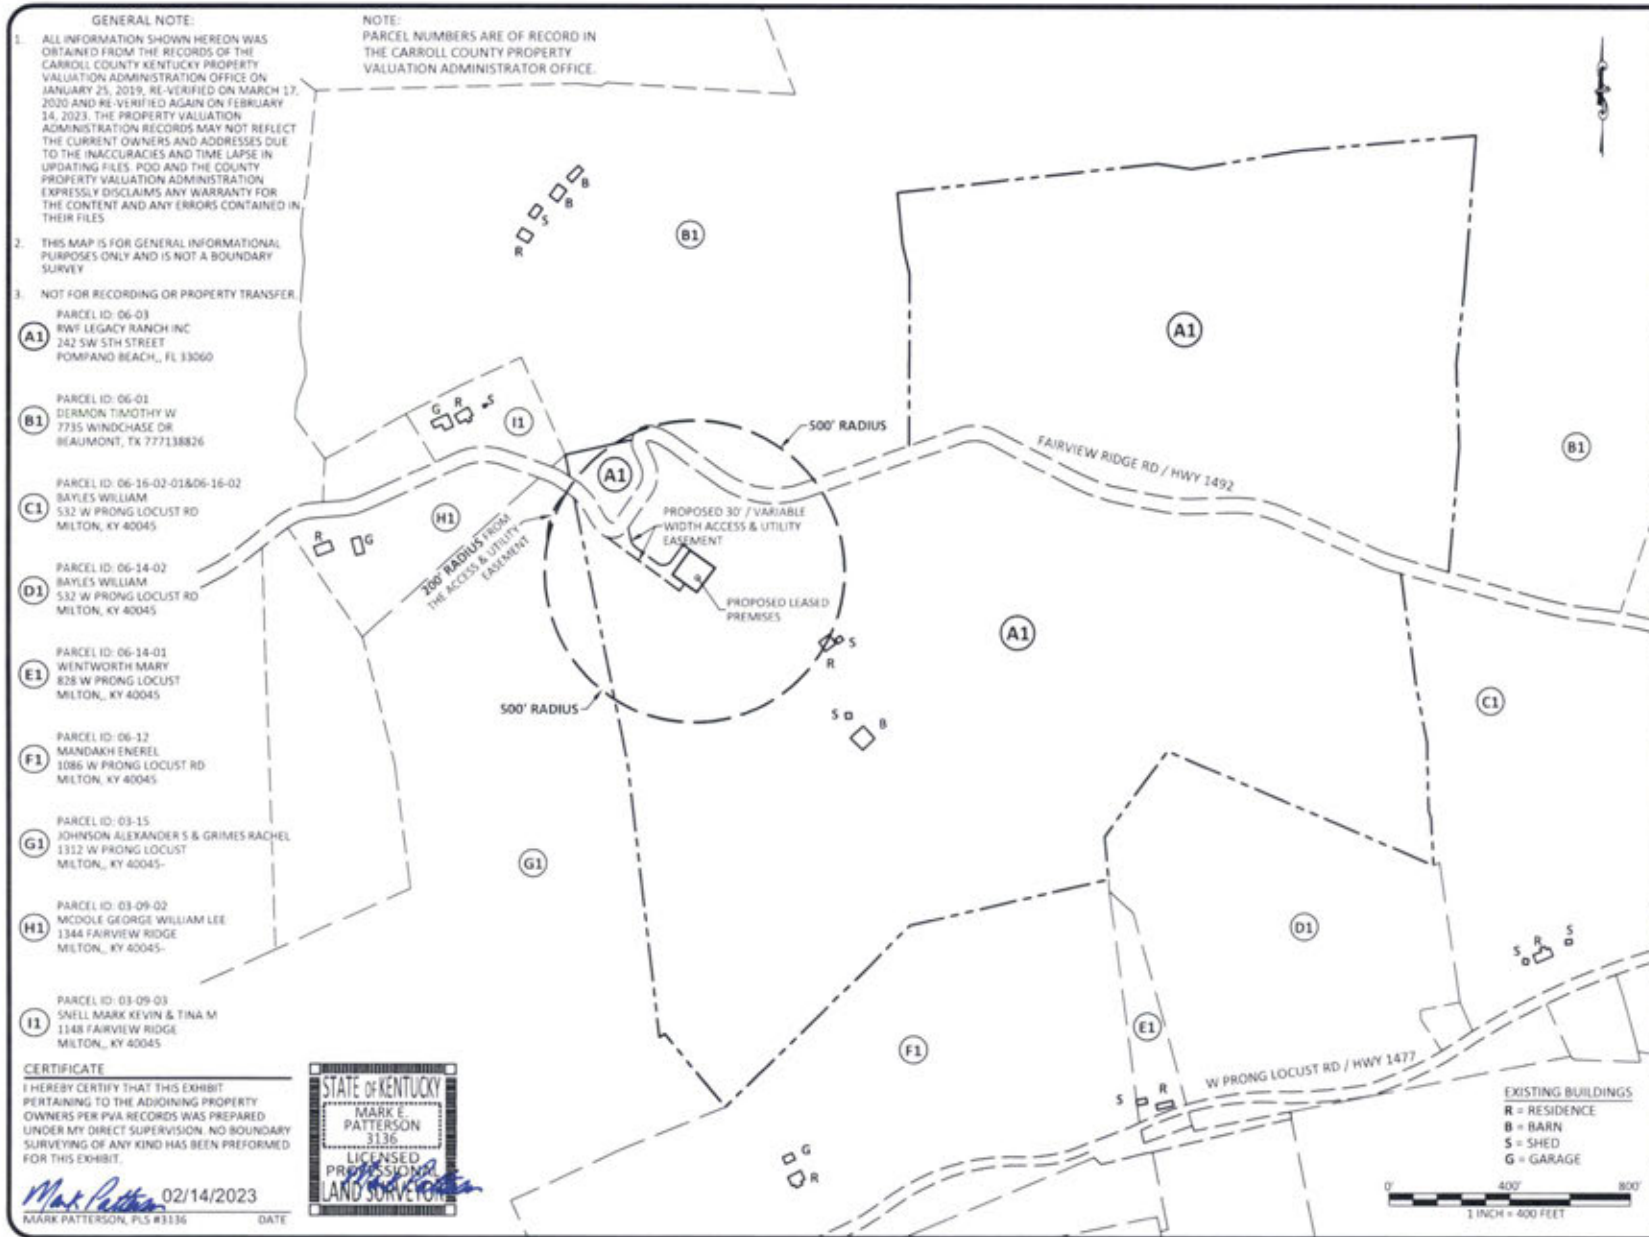 GENERAL NOTE:
1. ALL INFORMATION SHOWN HEREON WAS
OBTAINED FROM THE RECORDS OF THE
CARROLL COUNTY KENTUCKY PROPERTY
VALUATION ADMINISTRATION OFFICE ON
JANUARY 25, 2019, RE-VERIFIED ON MARCH 17,
2020 AND RE-VERIFIED AGAIN ON FEBRUARY
14, 2023. THE PROPERTY VALUATION
ADMINISTRATION RECORDS MAY NOT REFLECT
THE CURRENT OWNERS AND ADDRESSES DUE
TO THE INACCURACIES AND TIME LAPSE IN
UPDATING FILES. POD AND THE COUNTY
PROPERTY VALUATION ADMINISTRATION
EXPRESSLY DISCLAIMS ANY WARRANTY FOR
THE CONTENT AND ANY ERRORS CONTAINED IN
THEIR FILES
2. THIS MAP IS FOR GENERAL INFORMATIONAL
PURPOSES ONLY AND IS NOT A BOUNDARY
SURVEY
3. NOT FOR RECORDING OR PROPERTY TRANSFER.
NOTE:
PARCEL NUMBERS ARE OF RECORD IN
THE CARROLL COUNTY PROPERTY
VALUATION ADMINISTRATOR OFFICE.
A1
PARCEL ID: 06-03
RWF LEGACY RANCH INC
242 SW 5TH STREET
POMPANO BEACH,, FL 33060
B1
PARCEL ID: 06-01
DERMON TIMOTHY W
7735 WINDCHASE DR
BEAUMONT, TX 777138826
C1
PARCEL ID: 06-16-02-01&06-16-02
BAYLES WILLIAM
532 W PRONG LOCUST RD
MILTON, KY 40045
D1
PARCEL ID: 06-14-02
BAYLES WILLIAM
532 W PRONG LOCUST RD
MILTON, KY 40045
E1
PARCEL ID: 06-14-01
WENTWORTH MARY
828 W PRONG LOCUST
MILTON,, KY 40045
F1
PARCEL ID: 06-12
MANDAKH ENEREL
1086 W PRONG LOCUST RD
MILTON, KY 40045
G1
PARCEL ID: 03-15
JOHNSON ALEXANDER S & GRIMES RACHEL
1312 W PRONG LOCUST
MILTON,, KY 40045-
H1
PARCEL ID: 03-09-02
MCDOLE GEORGE WILLIAM LEE
1344 FAIRVIEW RIDGE
MILTON,, KY 40045-
I1
PARCEL ID: 03-09-03
SNELL MARK KEVIN & TINA M
1148 FAIRVIEW RIDGE
MILTON,, KY 40045
CERTIFICATE
I HEREBY CERTIFY THAT THIS EXHIBIT
PERTAINING TO THE ADJOINING PROPERTY
OWNERS PER PVA RECORDS WAS PREPARED
UNDER MY DIRECT SUPERVISION. NO BOUNDARY
SURVEYING OF ANY KIND HAS BEEN PREFORMED
FOR THIS EXHIBIT.
Mark Patterson 02/14/2023
MARK PATTERSON, PLS #3136 DATE
STATE OF KENTUCKY
MARK E.
PATTERSON
3136
LICENSED
PROFESSIONAL
LAND SURVEYOR
Mark Patterson
B
B
S
R
B1
A1
G R S
I1
500' RADIUS
FAIRVIEW RIDGE RD / HWY 1492
B1
A1
H1
R
G
200' RADIUS FROM
THE ACCESS & UTILITY
EASEMENT
PROPOSED 30' / VARIABLE
WIDTH ACCESS & UTILITY
EASEMENT
PROPOSED LEASED
PREMISES
A1
S
R
500' RADIUS
S
B
C1
G1
D1
S R S
E1
F1
W PRONG LOCUST RD / HWY 1477
S R
G
R
EXISTING BUILDINGS
R = RESIDENCE
B = BARN
S = SHED
G = GARAGE
0' 400' 800'
1 INCH = 400 FEET